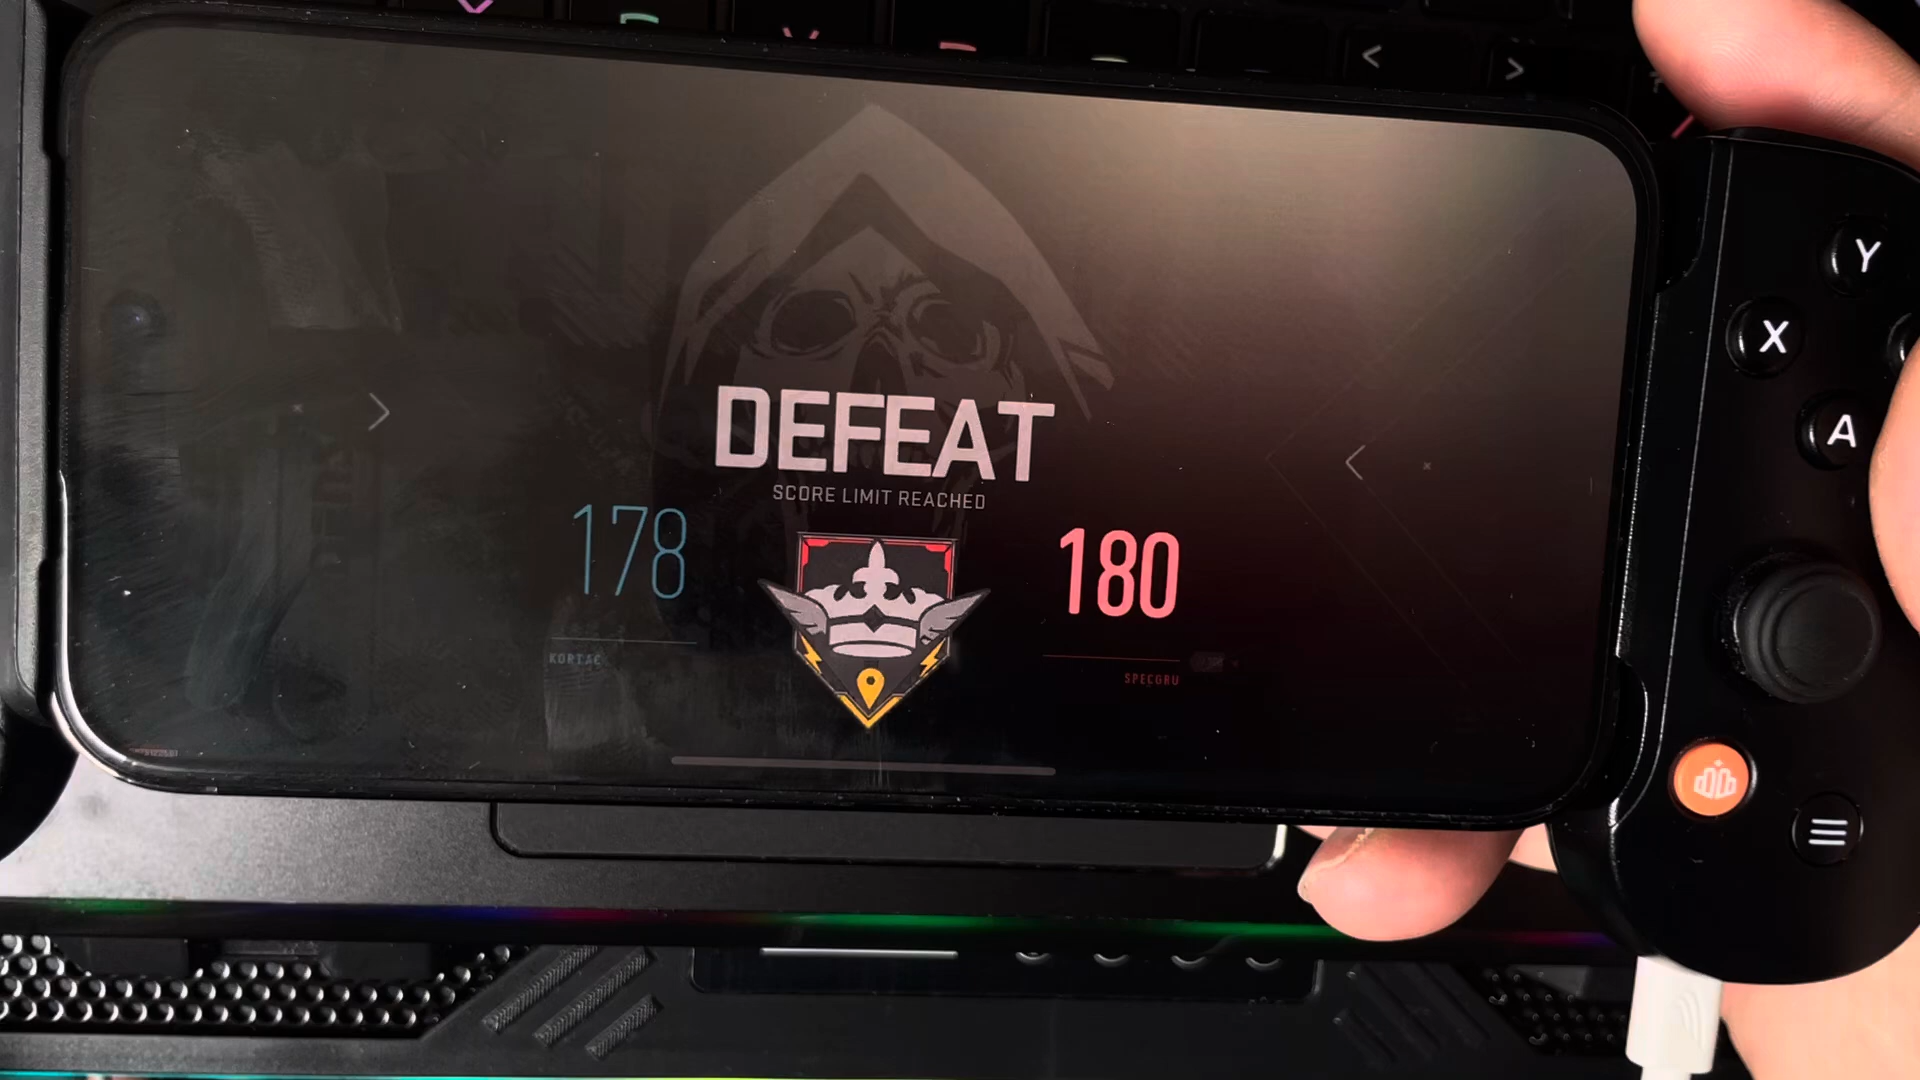 < >
Y
X
A
DEFEAT
SCORE LIMIT REACHED
178
180
KORTAC
SPECGRU